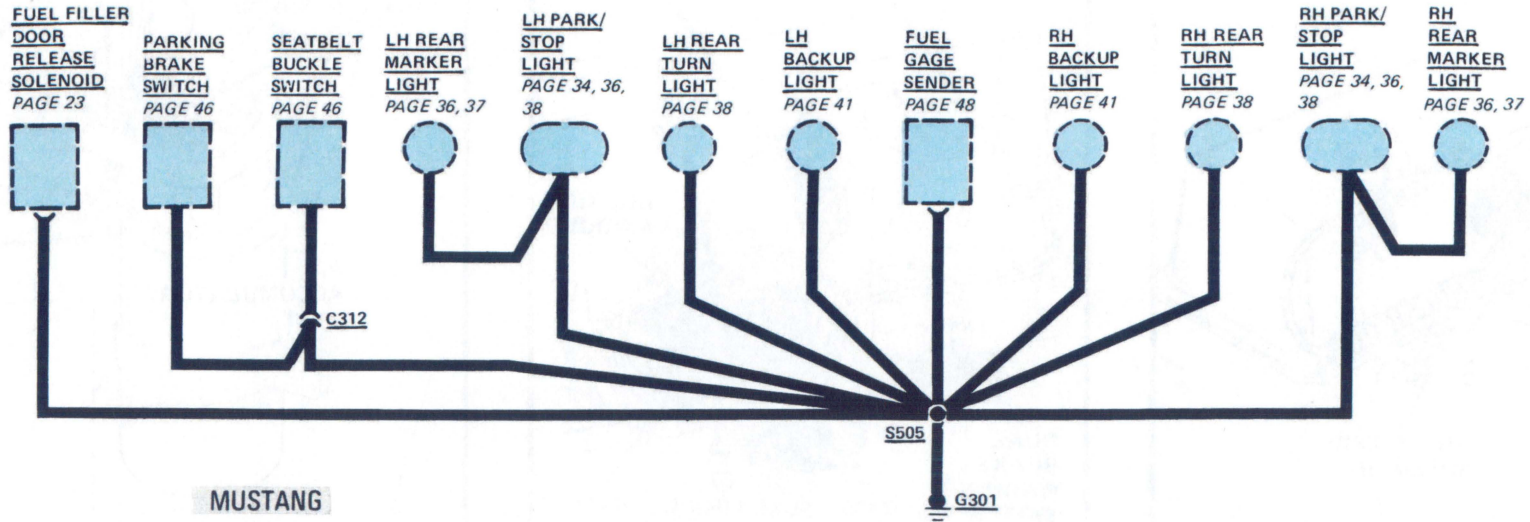 FUEL FILLER
DOOR
RELEASE
SOLENOID
PAGE 23
PARKING
BRAKE
SWITCH
PAGE 46
SEATBELT
BUCKLE
SWITCH
PAGE 46
LH REAR
MARKER
LIGHT
PAGE 36, 37
LH PARK/
STOP
LIGHT
PAGE 34, 36,
38
LH REAR
TURN
LIGHT
PAGE 38
LH
BACKUP
LIGHT
PAGE 41
FUEL
GAGE
SENDER
PAGE 48
RH
BACKUP
LIGHT
PAGE 41
RH REAR
TURN
LIGHT
PAGE 38
RH PARK/
STOP
LIGHT
PAGE 34, 36,
38
RH
REAR
MARKER
LIGHT
PAGE 36, 37
C312
S505
G301
MUSTANG